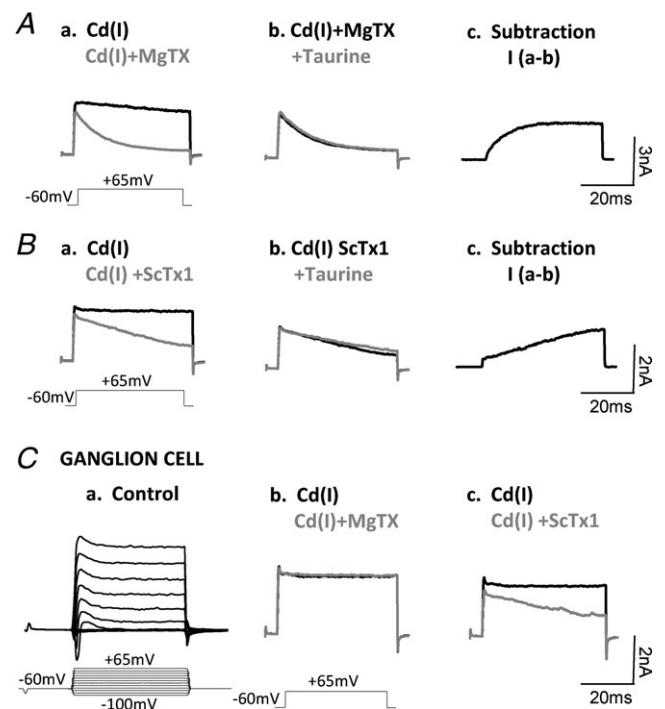 A
a. Cd(I)
Cd(I)+MgTX
b. Cd(I)+MgTX
+Taurine
c. Subtraction
I (a-b)
+65mV
-60mV
3nA
20ms
B
a. Cd(I)
Cd(I) +ScTx1
b. Cd(I) ScTx1
+Taurine
c. Subtraction
I (a-b)
+65mV
-60mV
2nA
20ms
C GANGLION CELL
a. Control
b. Cd(I)
Cd(I)+MgTX
c. Cd(I)
Cd(I) +ScTx1
+65mV
-60mV
-100mV
+65mV
-60mV
2nA
20ms